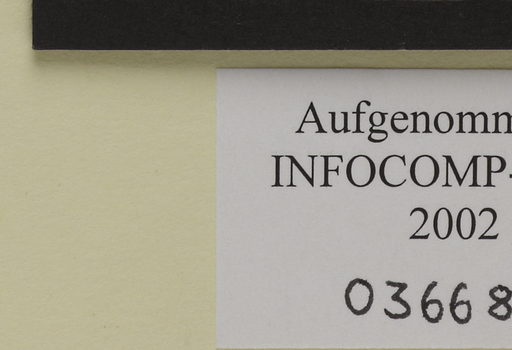 Aufgenomm
INFOCOMP-
2002
03668